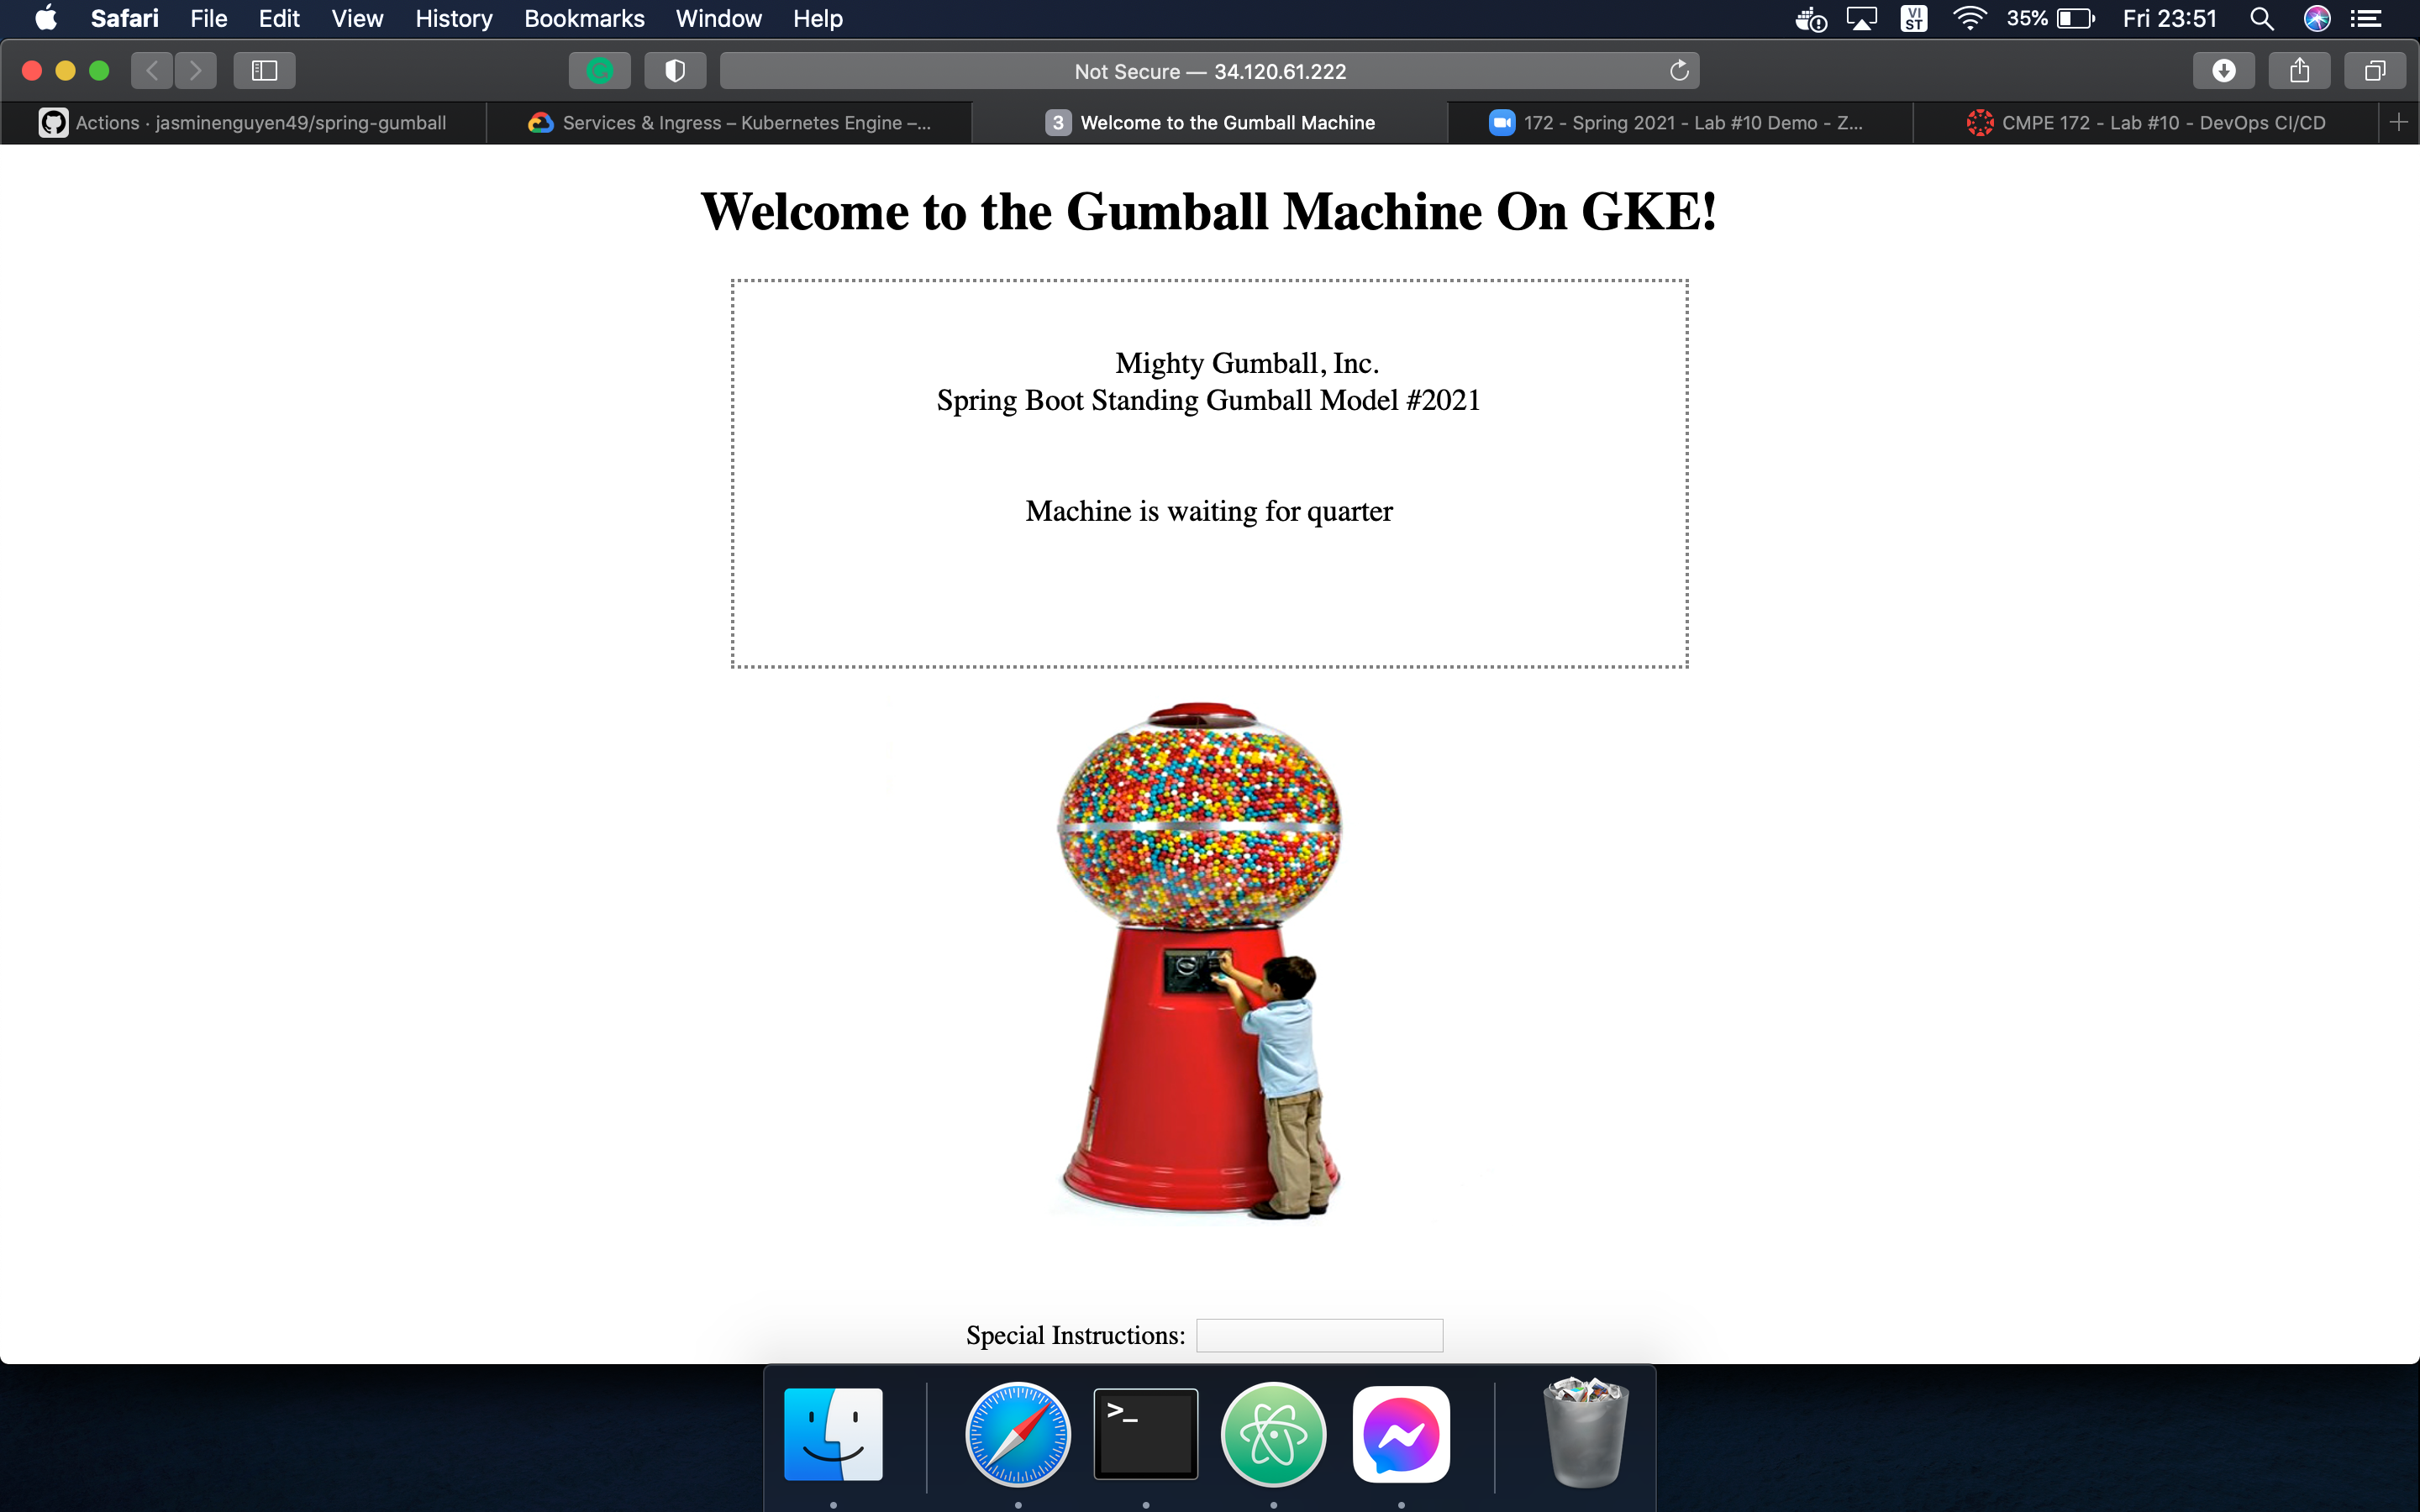 Safari File Edit View History Bookmarks Window Help VI ST 35% Fri 23:51
Not Secure — 34.120.61.222
Actions · jasminenguyen49/spring-gumball Services & Ingress – Kubernetes Engine –... 3 Welcome to the Gumball Machine 172 - Spring 2021 - Lab #10 Demo - Z... CMPE 172 - Lab #10 - DevOps CI/CD
Welcome to the Gumball Machine On GKE!
Mighty Gumball, Inc.
Spring Boot Standing Gumball Model #2021
Machine is waiting for quarter
Special Instructions:
>_